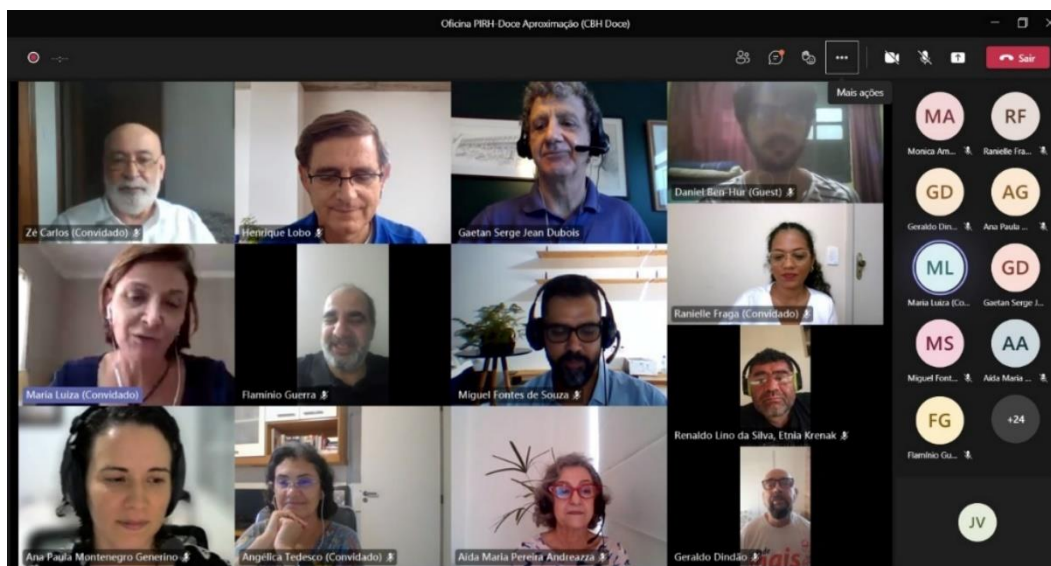 Oficina PIRH-Doce Aproximação (CBH Doce)
--:--
Sair
Mais ações
Zé Carlos (Convidado)
Henrique Lobo
Gaetan Serge Jean Dubois
Daniel Ben-Hur (Guest)
Maria Luiza (Convidado)
Flamínio Guerra
Miguel Fontes de Souza
Ranielle Fraga (Convidado)
Renaldo Lino da Silva, Etnia Krenak
Ana Paula Montenegro Generino
Angélica Tedesco (Convidado)
Aida Maria Pereira Andreazza
Geraldo Dindão
mais
MA
RF
Monica Am...
Ranielle Fra...
GD
AG
Geraldo Din...
Ana Paula ...
ML
GD
Maria Luiza (Co...
Gaetan Serge J...
MS
AA
Miguel Font...
Aida Maria ...
FG
+24
Flamínio Gu...
JV